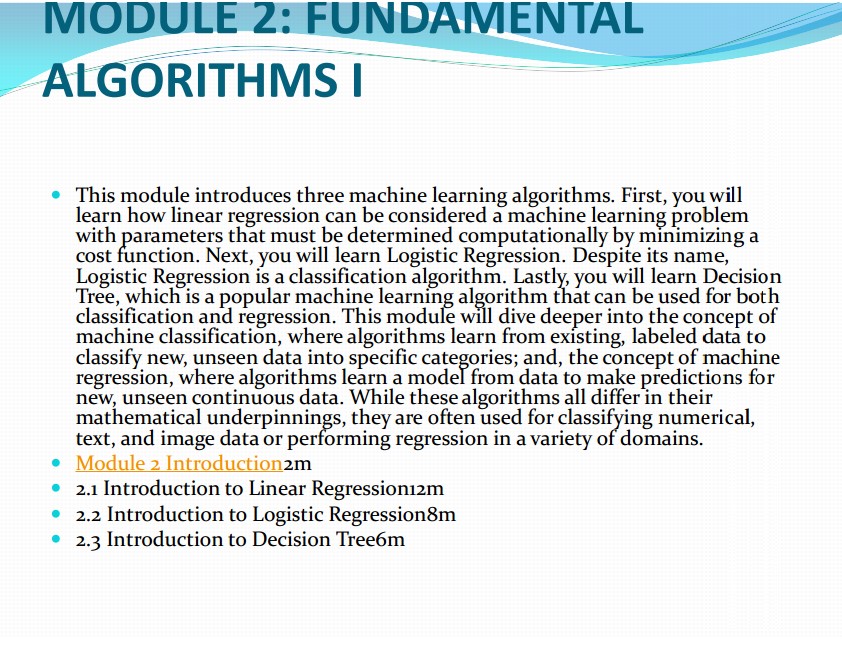 MODULE 2: FUNDAMENTAL
ALGORITHMS I
This module introduces three machine learning algorithms. First, you will
learn how linear regression can be considered a machine learning problem
with parameters that must be determined computationally by minimizing a
cost function. Next, you will learn Logistic Regression. Despite its name,
Logistic Regression is a classification algorithm. Lastly, you will learn Decision
Tree, which is a popular machine learning algorithm that can be used for both
classification and regression. This module will dive deeper into the concept of
machine classification, where algorithms learn from existing, labeled data to
classify new, unseen data into specific categories; and, the concept of machine
regression, where algorithms learn a model from data to make predictions for
new, unseen continuous data. While these algorithms all differ in their
mathematical underpinnings, they are often used for classifying numerical,
text, and image data or performing regression in a variety of domains.
Module 2 Introduction2m
2.1 Introduction to Linear Regression12m
2.2 Introduction to Logistic Regression8m
2.3 Introduction to Decision Tree6m